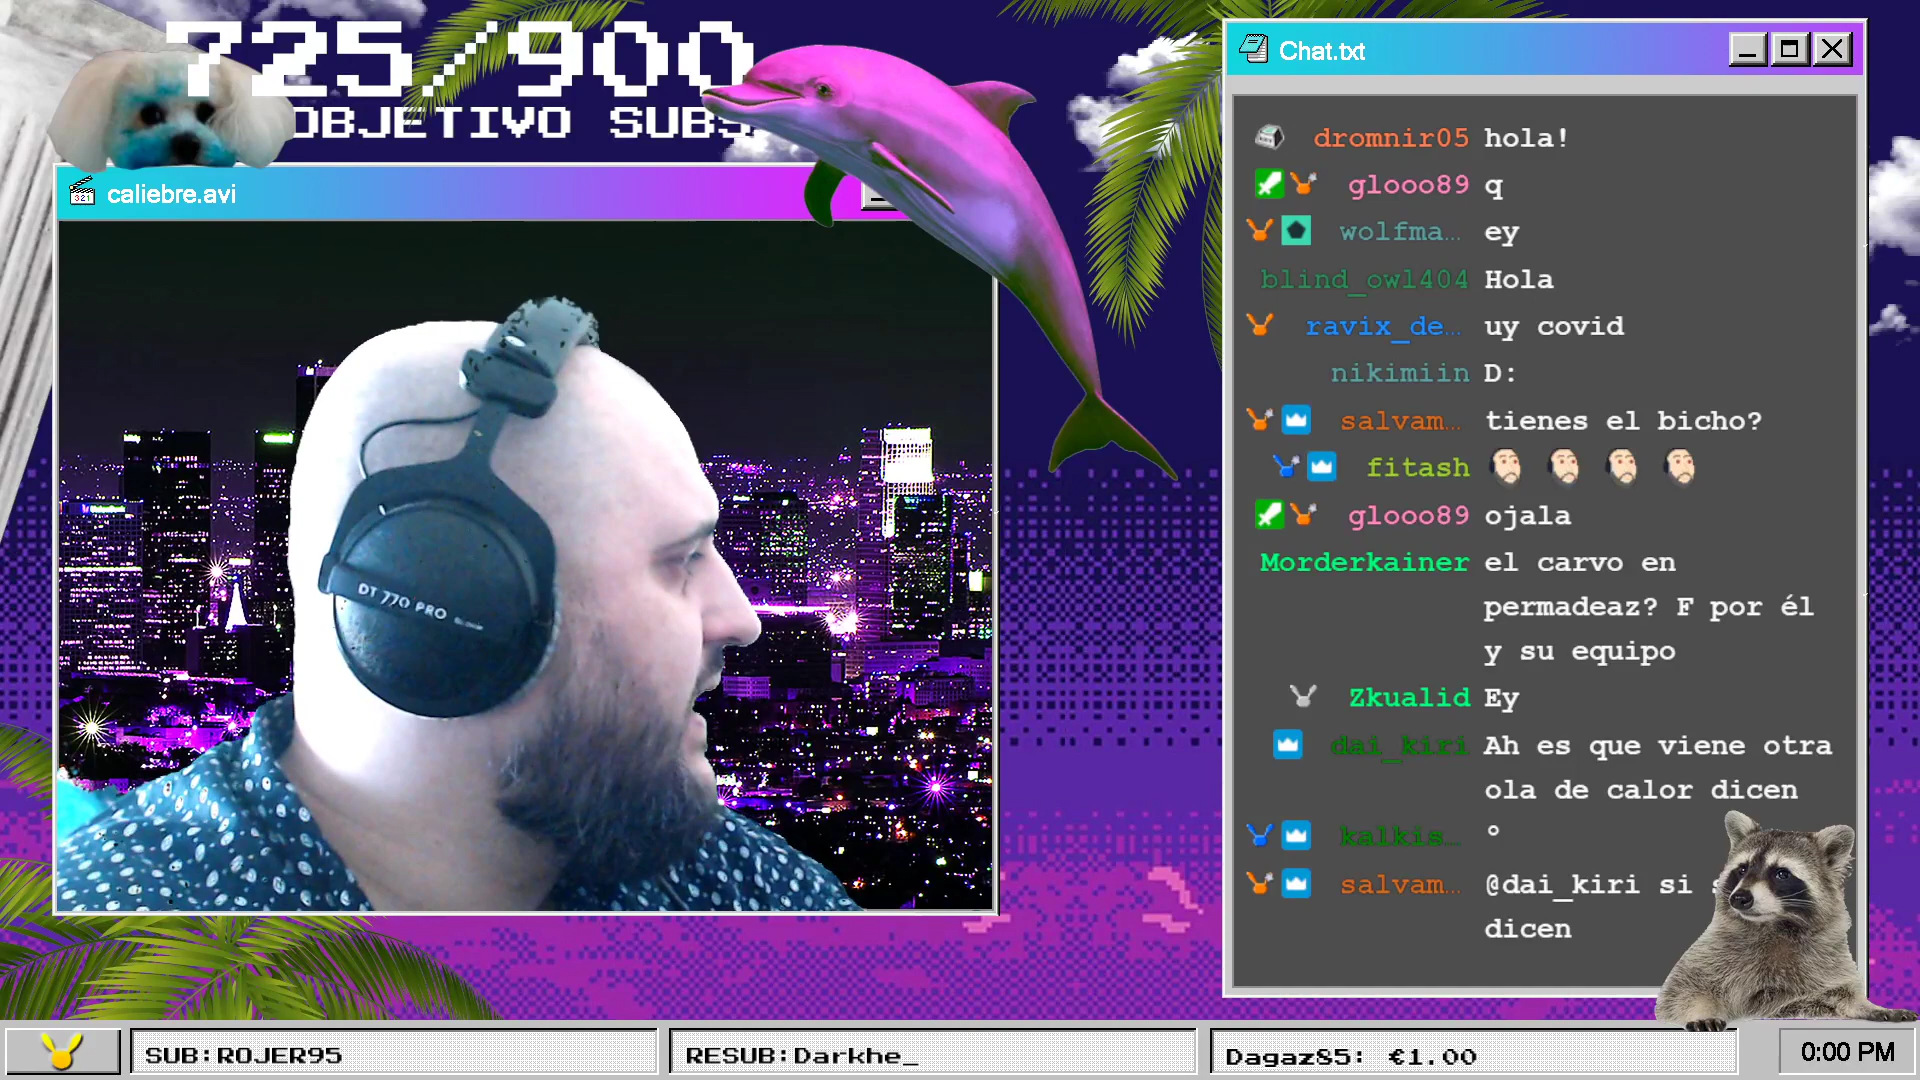 725/900
OBJETIVO SUBS
caliebre.avi
DT 770 PRO
Chat.txt
dromnir05 hola!
glooo89 q
wolfma… ey
blind_owl404 Hola
ravix_de… uy covid
nikimiin D:
salvam… tienes el bicho?
fitash
glooo89 ojala
Morderkainer el carvo en
permadeaz? F por él
y su equipo
Zkualid Ey
dai_kiri Ah es que viene otra
ola de calor dicen
kalkis… °
salvam… @dai_kiri si
dicen
SUB:ROJER95
RESUB:Darkhe_
Dagaz85: €1.00
0:00 PM